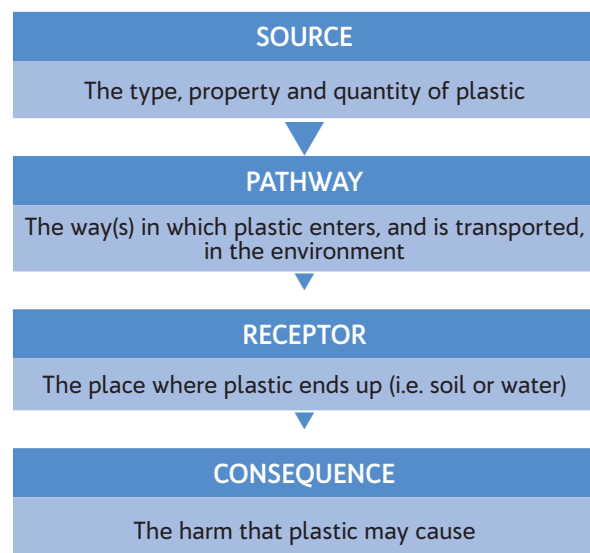 SOURCE
The type, property and quantity of plastic
PATHWAY
The way(s) in which plastic enters, and is transported,
in the environment
RECEPTOR
The place where plastic ends up (i.e. soil or water)
CONSEQUENCE
The harm that plastic may cause